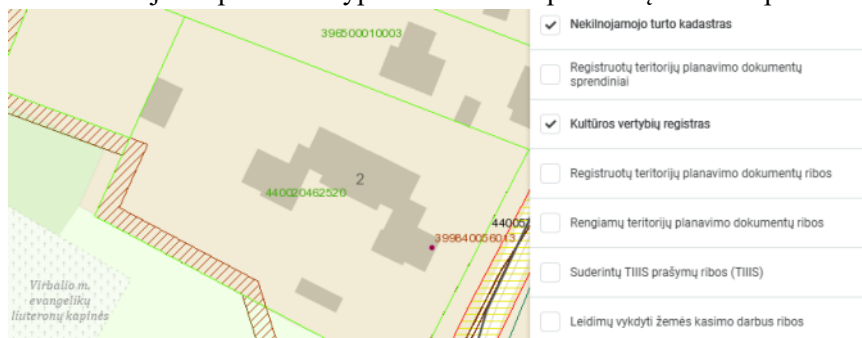 396500010003
2
440020462520
399840056013
Virbalio m.
evangelikų
liuteronų kapinės
Nekilnojamojo turto kadastras
Registruotų teritorijų planavimo dokumentų
sprendiniai
Kultūros vertybių registras
Registruotų teritorijų planavimo dokumentų ribos
Rengiamų teritorijų planavimo dokumentų ribos
Suderintų TIIIS prašymų ribos (TIIIS)
Leidimų vykdyti žemės kasimo darbus ribos